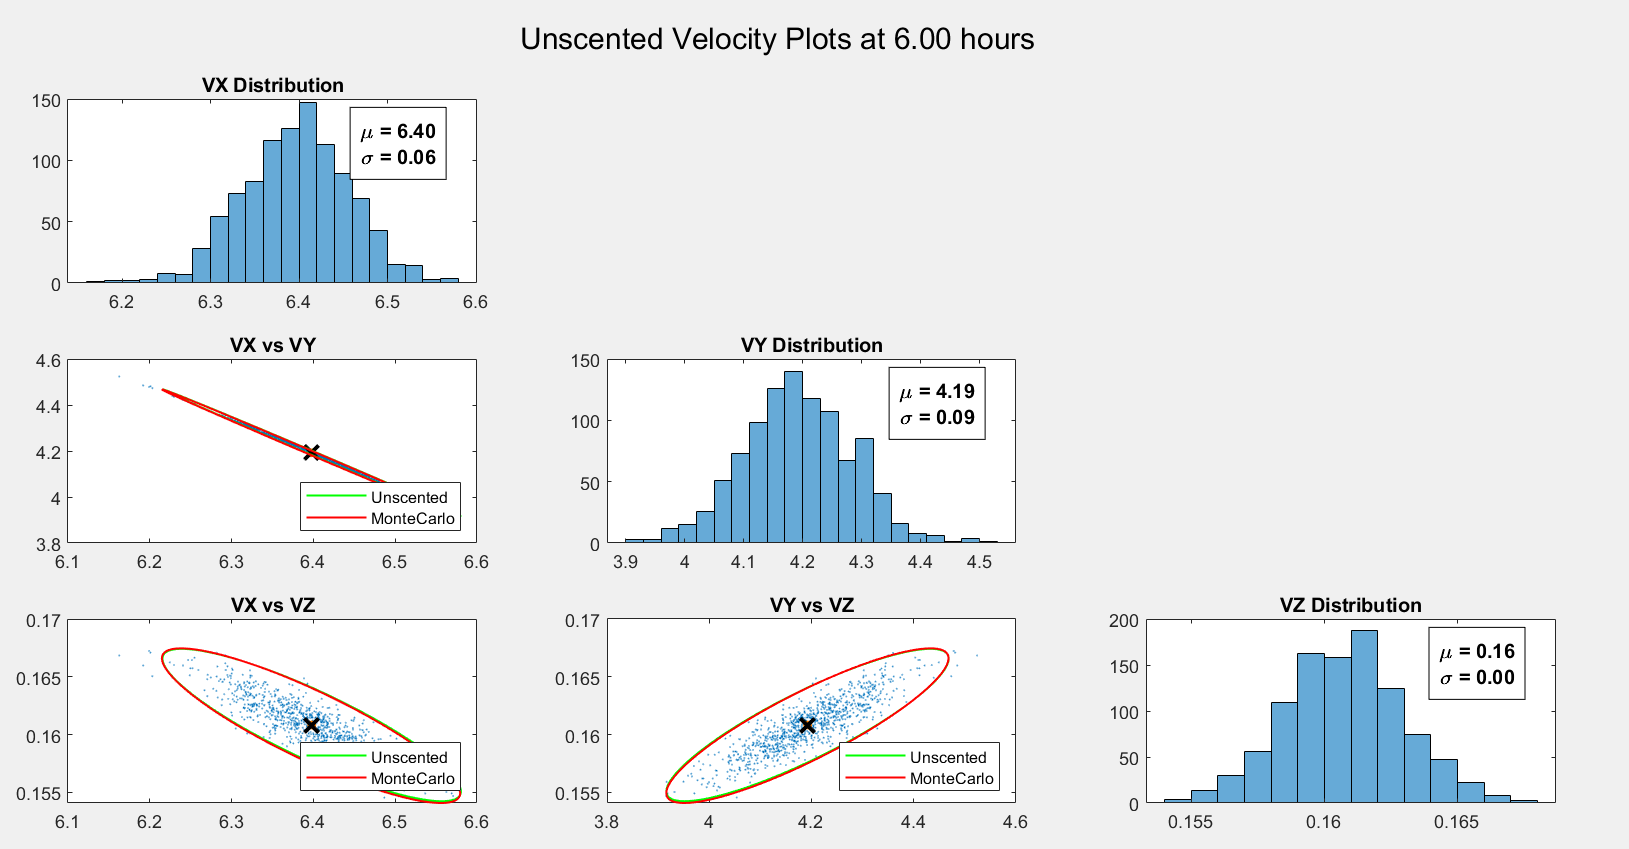 Unscented Velocity Plots at 6.00 hours
VX Distribution
150
100
50
0
6.2 6.3 6.4 6.5 6.6
μ = 6.40
σ = 0.06
VX vs VY
4.6
4.4
4.2
4
3.8
6.1 6.2 6.3 6.4 6.5 6.6
Unscented
MonteCarlo
VY Distribution
150
100
50
0
3.9 4 4.1 4.2 4.3 4.4 4.5
μ = 4.19
σ = 0.09
VX vs VZ
0.17
0.165
0.16
0.155
6.1 6.2 6.3 6.4 6.5 6.6
Unscented
MonteCarlo
VY vs VZ
0.17
0.165
0.16
0.155
3.8 4 4.2 4.4 4.6
Unscented
MonteCarlo
VZ Distribution
200
150
100
50
0
0.155 0.16 0.165
μ = 0.16
σ = 0.00